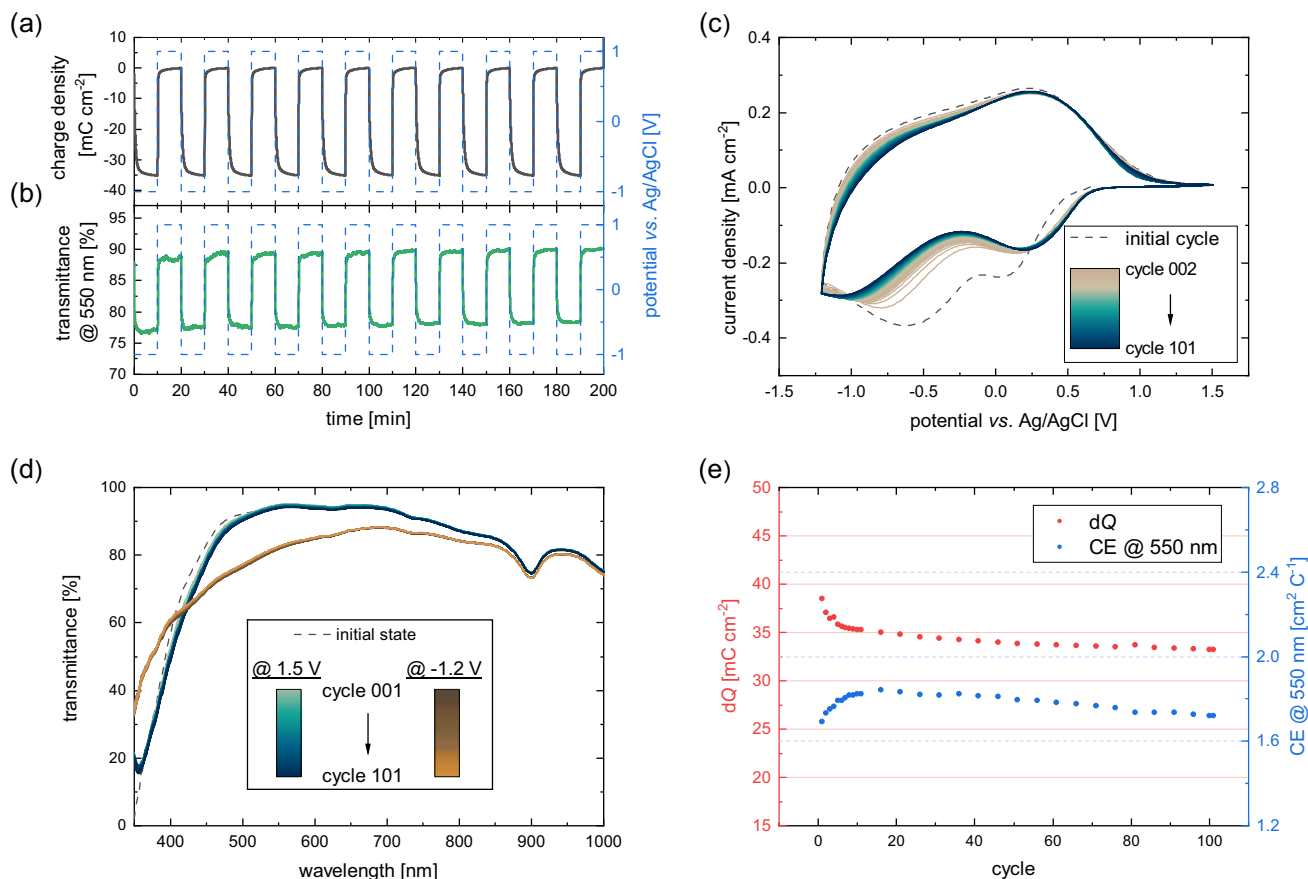 (a)
10
0
-10
-20
-30
-40
charge density
[mC cm⁻²]
1
0
-1
potential vs. Ag/AgCl [V]
(b)
95
90
85
80
75
70
transmittance
@ 550 nm [%]
1
0
-1
0 20 40 60 80 100 120 140 160 180 200
time [min]
(c)
0.4
0.2
0.0
-0.2
-0.4
current density [mA cm⁻²]
initial cycle
cycle 002
cycle 101
-1.5 -1.0 -0.5 0.0 0.5 1.0 1.5
potential vs. Ag/AgCl [V]
(d)
100
80
60
40
20
0
transmittance [%]
initial state
@ 1.5 V @ -1.2 V
cycle 001
cycle 101
400 500 600 700 800 900 1000
wavelength [nm]
(e)
50
45
40
35
30
25
20
15
dQ [mC cm⁻²]
dQ
CE @ 550 nm
2.8
2.4
2.0
1.6
1.2
CE @ 550 nm [cm² C⁻¹]
0 20 40 60 80 100
cycle